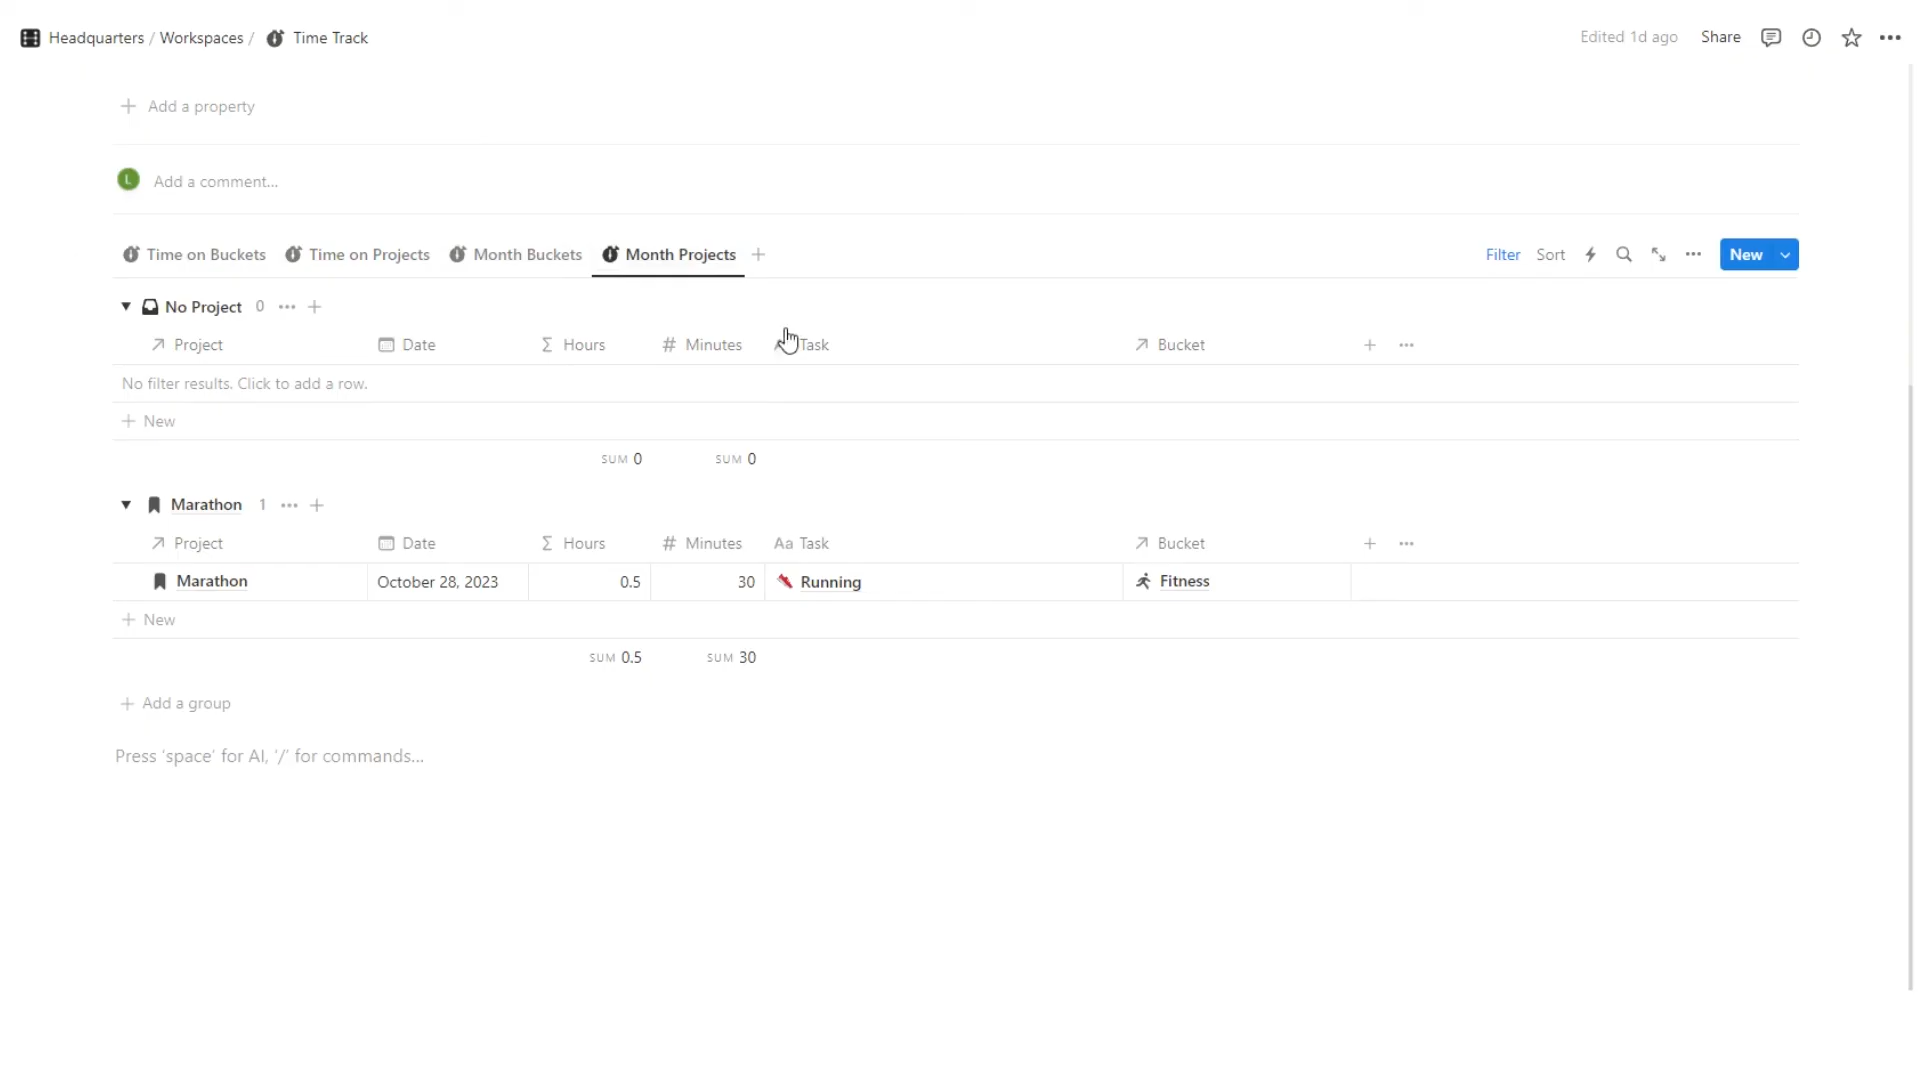 Headquarters / Workspaces / Time Track
Edited 1d ago Share
Add a property
L Add a comment...
Time on Buckets Time on Projects Month Buckets Month Projects Filter Sort New
No Project 0
Project Date Hours Minutes Task Bucket
No filter results. Click to add a row.
New
SUM 0 SUM 0
Marathon 1
Project Date Hours Minutes Aa Task Bucket
Marathon October 28, 2023 0.5 30 Running Fitness
New
SUM 0.5 SUM 30
Add a group
Press 'space' for AI, '/' for commands...